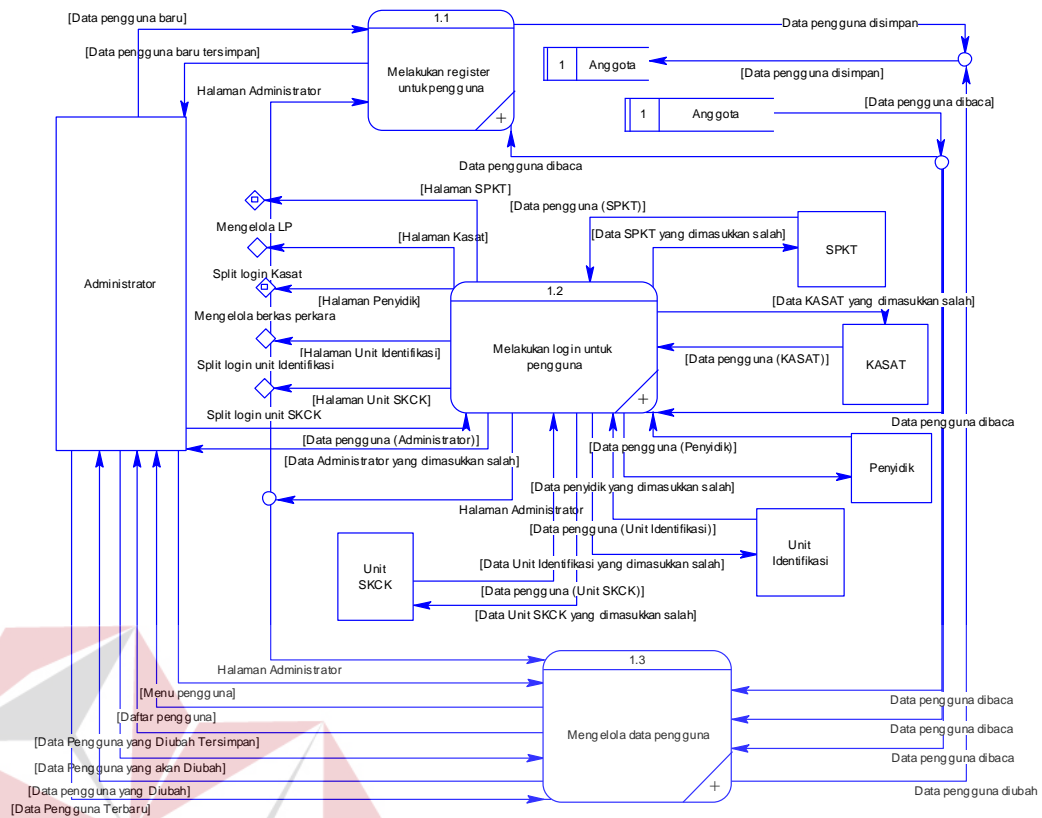 [Data pengguna baru]
1.1
Data pengguna disimpan
[Data pengguna baru tersimpan]
Melakukan register
untuk pengguna
1
Anggota
[Data pengguna disimpan]
Halaman Administrator
+
1
Anggota
[Data pengguna dibaca]
Data pengguna dibaca
[Halaman SPKT]
[Data pengguna (SPKT)]
Mengelola LP
[Halaman Kasat]
[Data SPKT yang dimasukkan salah]
SPKT
Administrator
Split login Kasat
[Halaman Penyidik]
1.2
[Data KASAT yang dimasukkan salah]
Mengelola berkas perkara
[Halaman Unit Identifikasi]
Melakukan login untuk
pengguna
[Data pengguna (KASAT)]
KASAT
Split login unit Identifikasi
[Halaman Unit SKCK]
+
Split login unit SKCK
Data pengguna dibaca
[Data pengguna (Administrator)]
[Data pengguna (Penyidik)]
[Data Administrator yang dimasukkan salah]
Penyidik
[Data penyidik yang dimasukkan salah]
Halaman Administrator
[Data pengguna (Unit Identifikasi)]
Unit
Identifikasi
Unit
SKCK
[Data Unit Identifikasi yang dimasukkan salah]
[Data pengguna (Unit SKCK)]
[Data Unit SKCK yang dimasukkan salah]
1.3
Halaman Administrator
[Menu pengguna]
Data pengguna dibaca
[Daftar pengguna]
Data pengguna dibaca
Mengelola data pengguna
[Data Pengguna yang Diubah Tersimpan]
Data pengguna dibaca
[Data Pengguna yang akan Diubah]
+
[Data pengguna yang Diubah]
Data pengguna diubah
[Data Pengguna Terbaru]